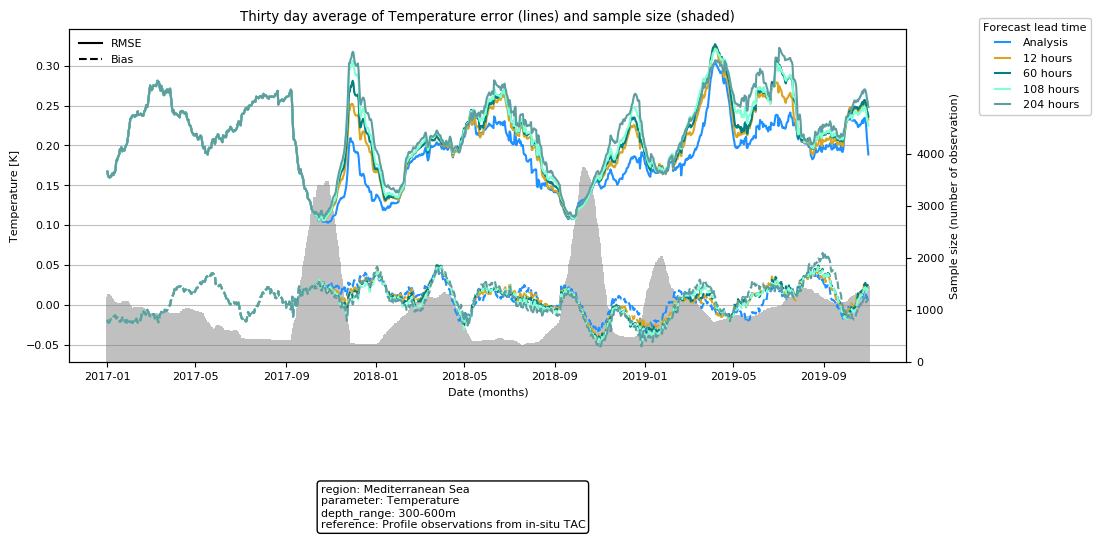 Thirty day average of Temperature error (lines) and sample size (shaded)
RMSE
Bias
Forecast lead time
Analysis
12 hours
60 hours
108 hours
204 hours
Temperature [K]
0.30
0.25
0.20
0.15
0.10
0.05
0.00
−0.05
Sample size (number of observation)
4000
3000
2000
1000
0
2017-01
2017-05
2017-09
2018-01
2018-05
2018-09
2019-01
2019-05
2019-09
Date (months)
region: Mediterranean Sea
parameter: Temperature
depth_range: 300-600m
reference: Profile observations from in-situ TAC